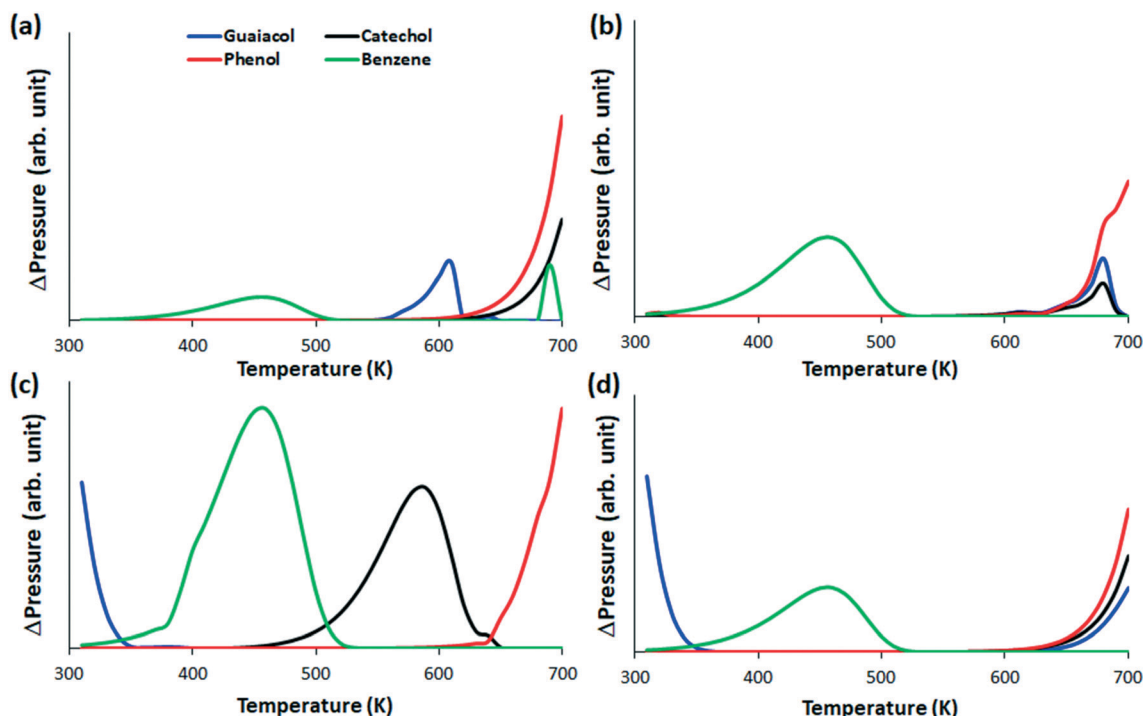 (a)
Guaiacol Catechol
Phenol Benzene
ΔPressure (arb. unit)
300 400 500 600 700
Temperature (K)
(b)
ΔPressure (arb. unit)
300 400 500 600 700
Temperature (K)
(c)
ΔPressure (arb. unit)
300 400 500 600 700
Temperature (K)
(d)
ΔPressure (arb. unit)
300 400 500 600 700
Temperature (K)